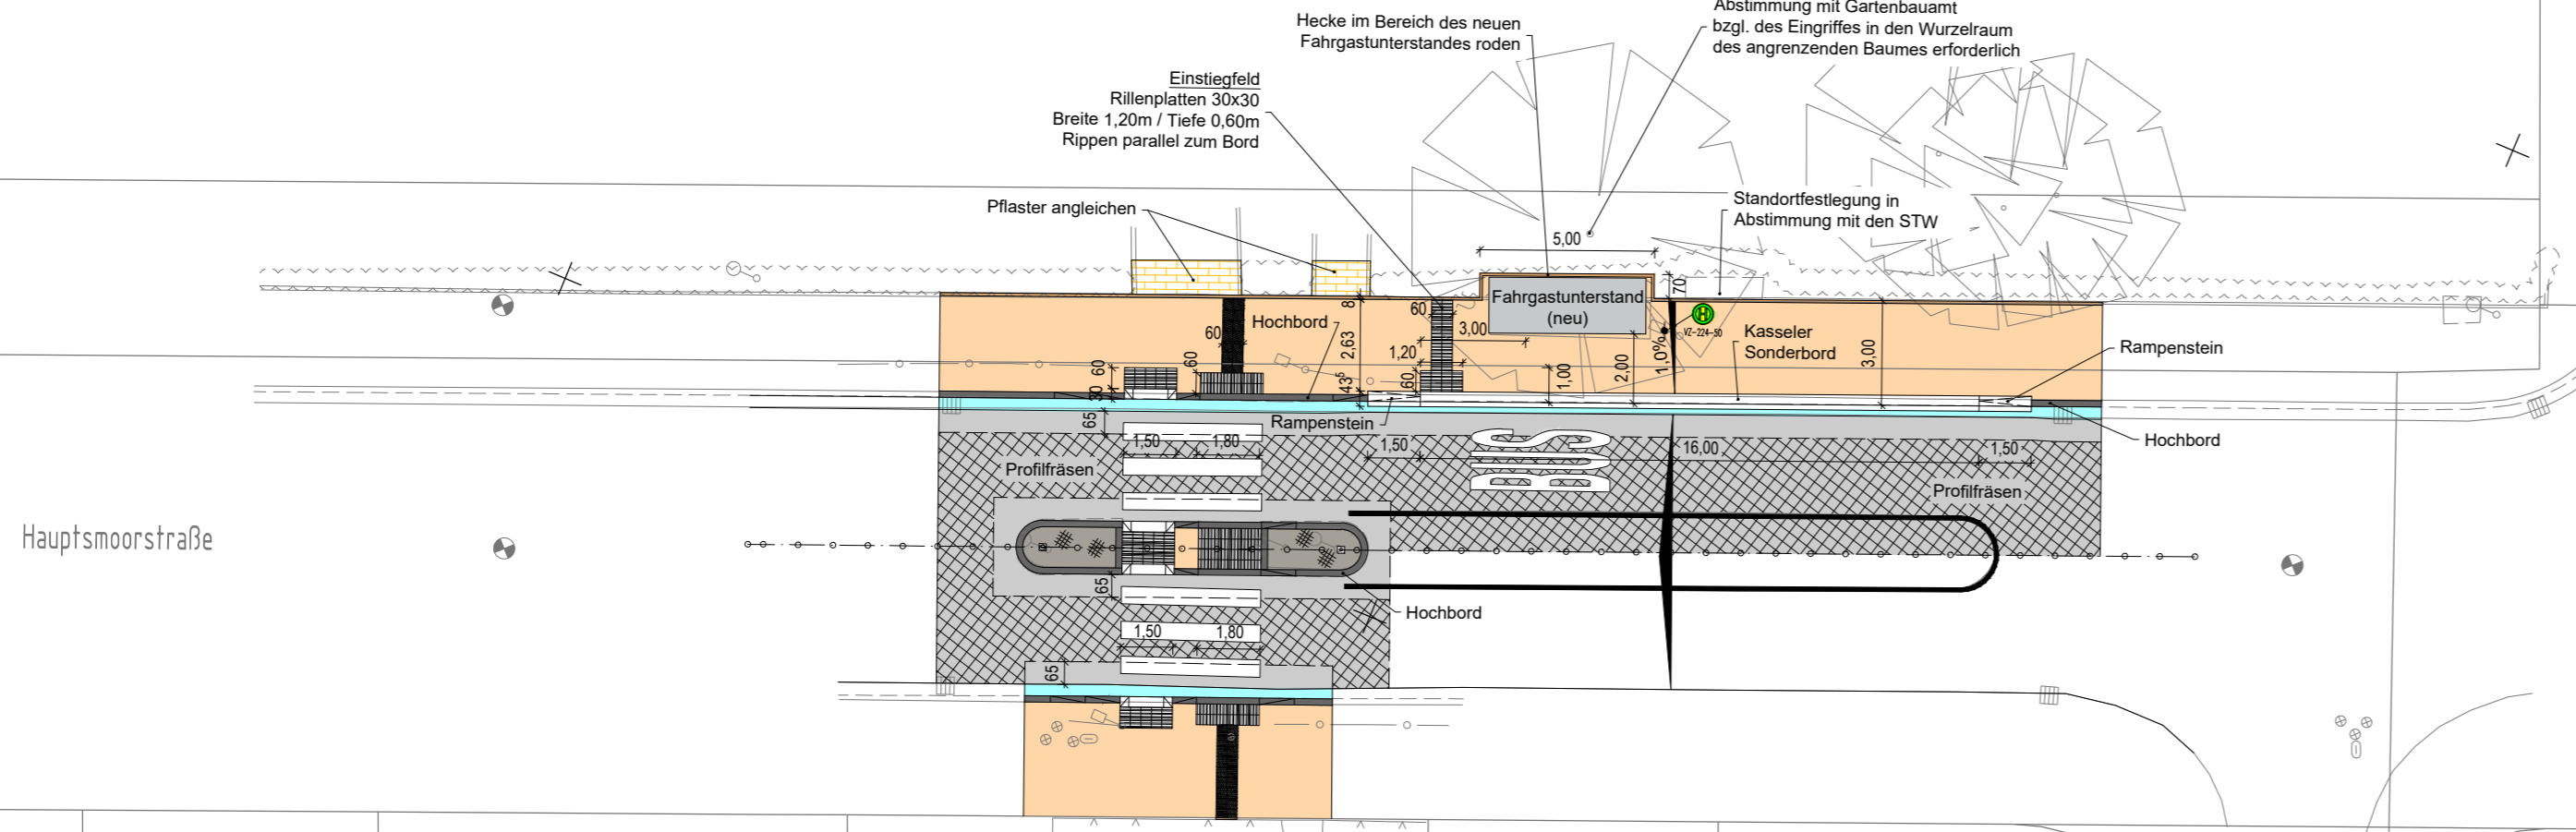 Abstimmung mit Gartenbauamt
bzgl. des Eingriffes in den Wurzelraum
des angrenzenden Baumes erforderlich
Hecke im Bereich des neuen
Fahrgastunterstandes roden
Einstiegfeld
Rillenplatten 30x30
Breite 1,20m / Tiefe 0,60m
Rippen parallel zum Bord
Pflaster angleichen
Standortfestlegung in
Abstimmung mit den STW
5,00
70
8
Fahrgastunterstand
(neu)
H
VZ-224-50
60
3,00
Hochbord
60
2,63
1,20
60
60
30
43⁵
60
1,00
2,00
1,0%
Kasseler
Sonderbord
3,00
Rampenstein
Rampenstein
Hochbord
65
1,50
1,80
1,50
BUS
16,00
1,50
Profilfräsen
Profilfräsen
Hauptsmoorstraße
65
Hochbord
1,50
1,80
65